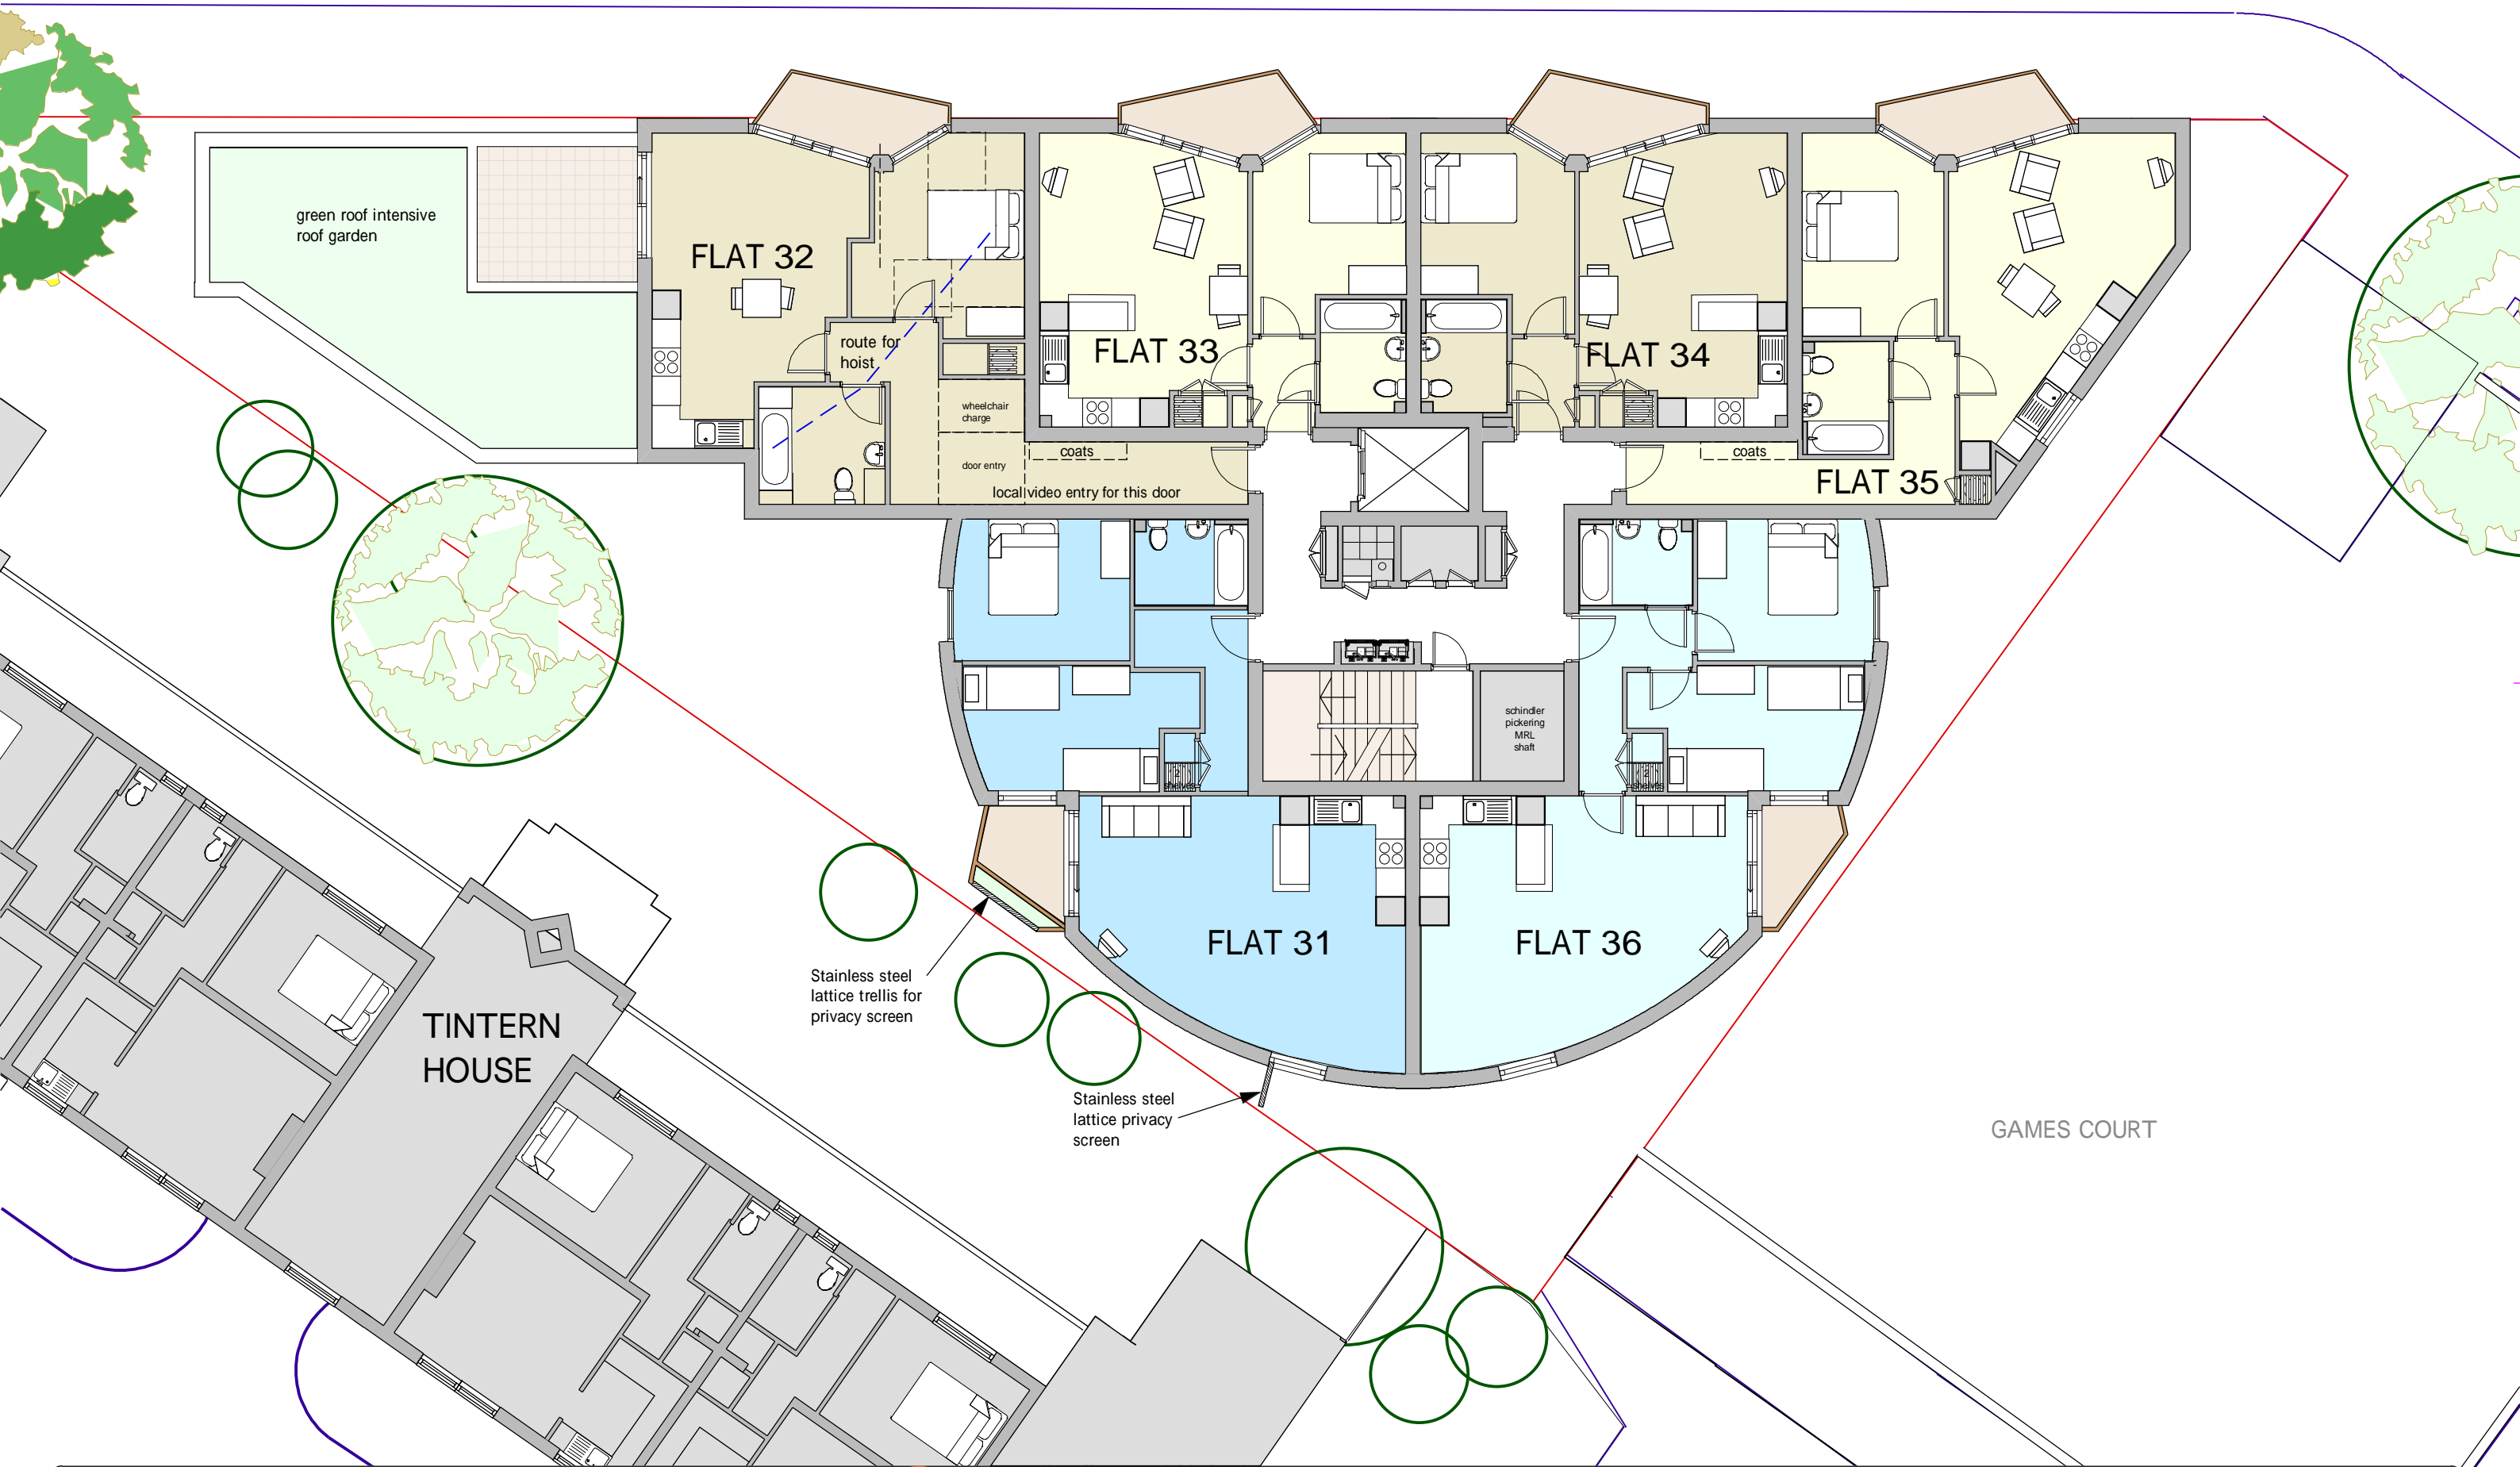 green roof intensive
roof garden
FLAT 32
route for
hoist
wheelchair
charge
door entry
coats
local video entry for this door
FLAT 33
FLAT 34
coats
FLAT 35
schindler
pickering
MRL
shaft
FLAT 31
FLAT 36
Stainless steel
lattice trellis for
privacy screen
Stainless steel
lattice privacy
screen
TINTERN
HOUSE
GAMES COURT